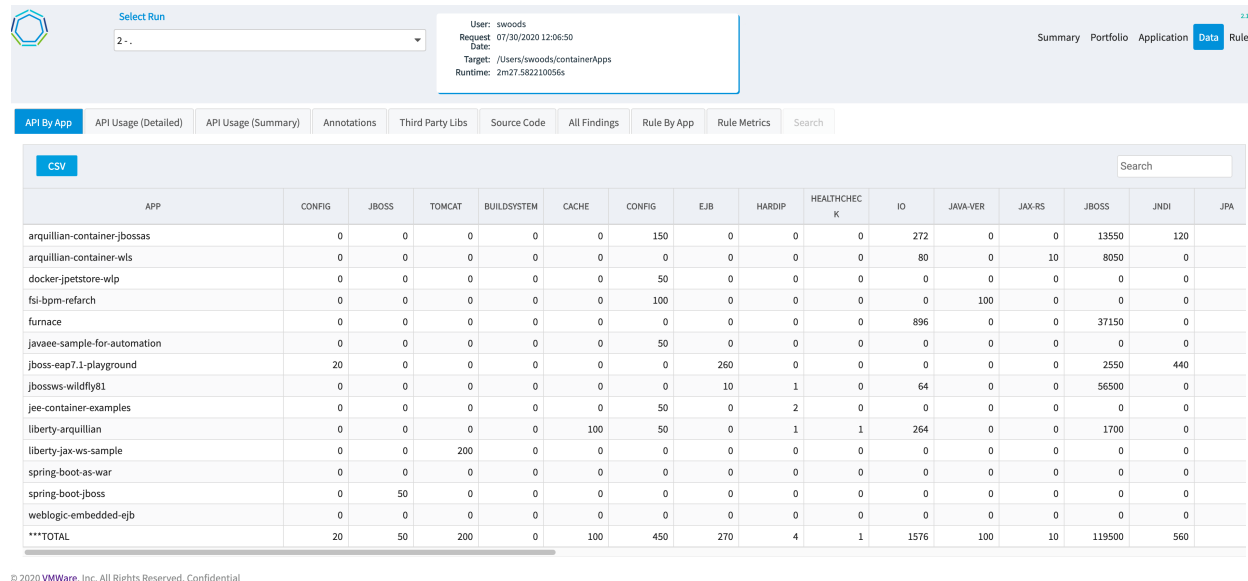 Select Run
2 - .
User: swoods
Request Date: 07/30/2020 12:06:50
Target: /Users/swoods/containerApps
Runtime: 2m27.582210056s
2.1
Summary Portfolio Application Data Rule
API By App API Usage (Detailed) API Usage (Summary) Annotations Third Party Libs Source Code All Findings Rule By App Rule Metrics Search
CSV Search
APP CONFIG JBOSS TOMCAT BUILDSYSTEM CACHE CONFIG EJB HARDIP HEALTHCHECK IO JAVA-VER JAX-RS JBOSS JNDI JPA
arquillian-container-jbossas 0 0 0 0 0 150 0 0 0 272 0 0 13550 120
arquillian-container-wls 0 0 0 0 0 0 0 0 0 80 0 10 8050 0
docker-jpetstore-wlp 0 0 0 0 0 50 0 0 0 0 0 0 0 0
fsi-bpm-refarch 0 0 0 0 0 100 0 0 0 0 100 0 0 0
furnace 0 0 0 0 0 0 0 0 0 896 0 0 37150 0
javaee-sample-for-automation 0 0 0 0 0 50 0 0 0 0 0 0 0 0
jboss-eap7.1-playground 20 0 0 0 0 0 260 0 0 0 0 0 2550 440
jbossws-wildfly81 0 0 0 0 0 0 10 1 0 64 0 0 56500 0
jee-container-examples 0 0 0 0 0 50 0 2 0 0 0 0 0 0
liberty-arquillian 0 0 0 0 100 50 0 1 1 264 0 0 1700 0
liberty-jax-ws-sample 0 0 200 0 0 0 0 0 0 0 0 0 0 0
spring-boot-as-war 0 0 0 0 0 0 0 0 0 0 0 0 0 0
spring-boot-jboss 0 50 0 0 0 0 0 0 0 0 0 0 0 0
weblogic-embedded-ejb 0 0 0 0 0 0 0 0 0 0 0 0 0 0
***TOTAL 20 50 200 0 100 450 270 4 1 1576 100 10 119500 560
© 2020 VMWare, Inc. All Rights Reserved. Confidential